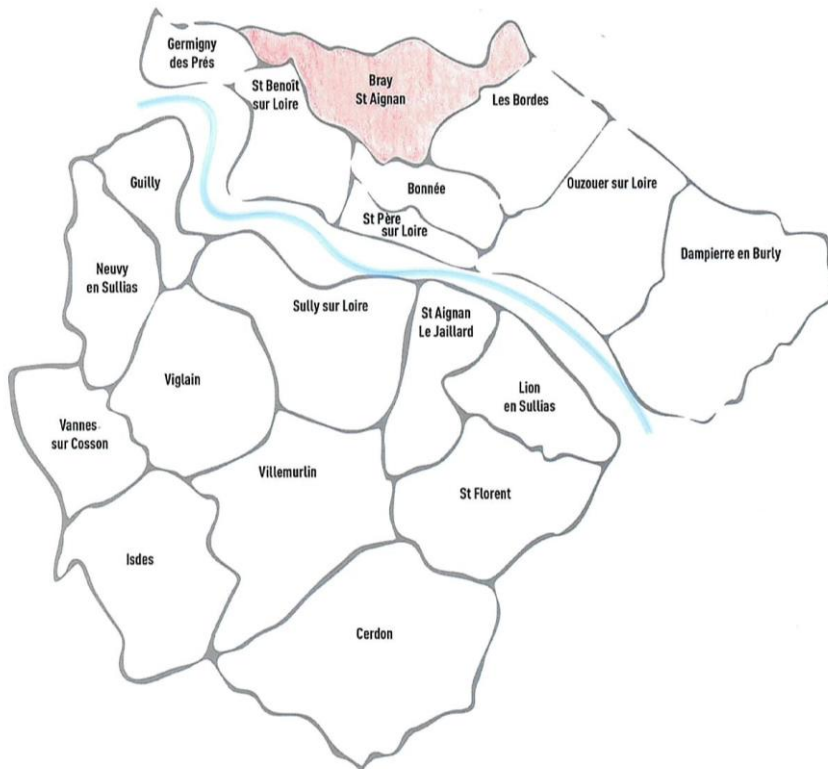 Germigny
des Prés
St Benoît
sur Loire
Bray
St Aignan
Les Bordes
Guilly
Bonnée
Ouzouer sur Loire
St Père
sur Loire
Neuvy
en Sullias
Dampierre en Burly
Sully sur Loire
St Aignan
Le Jaillard
Viglain
Lion
en Sullias
Vannes
sur Cosson
Villemurlin
St Florent
Isdes
Cerdon